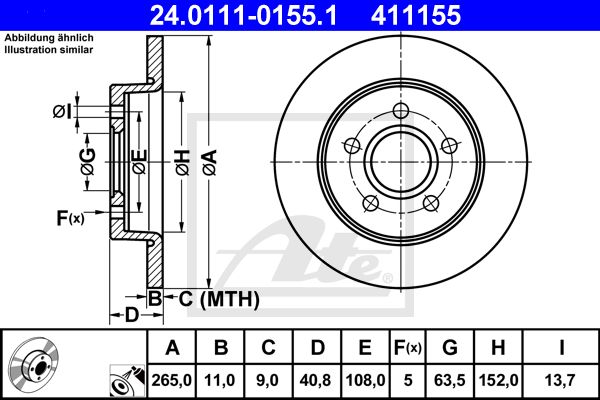 24.0111-0155.1 411155
Abbildung ähnlich
Illustration similar
ØI
ØG
ØE
ØH
ØA
F(x)
B
C (MTH)
D
Ate
®
A B C D E F(x) G H I
265,0 11,0 9,0 40,8 108,0 5 63,5 152,0 13,7